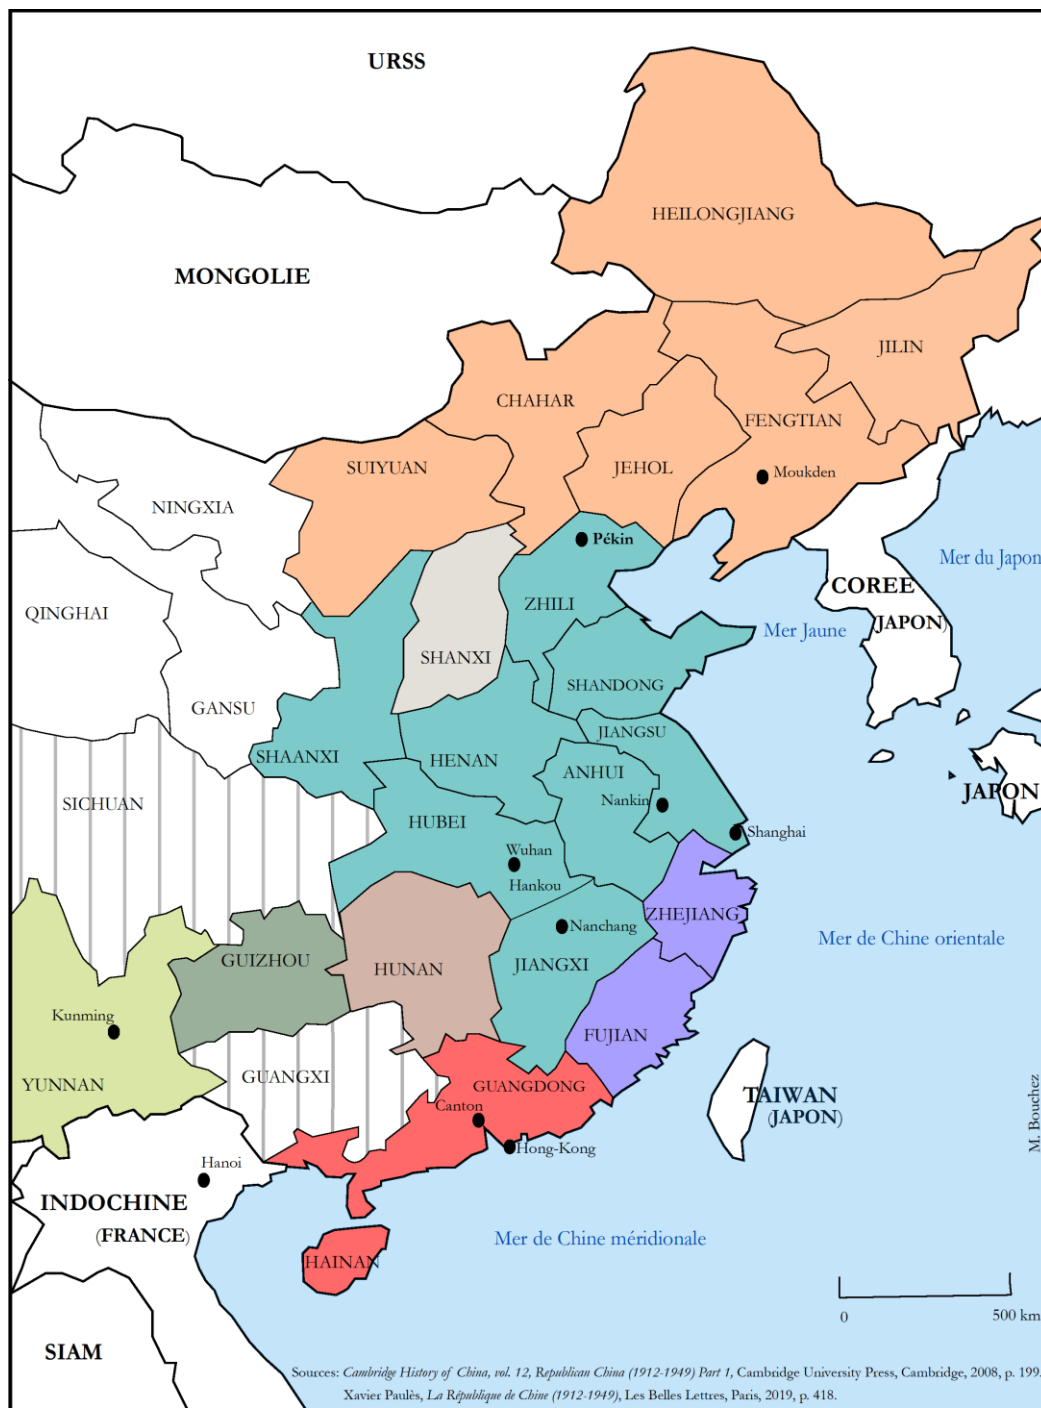 URSS
HEILONGJIANG
MONGOLIE
JILIN
CHAHAR
FENGTIAN
SUIYUAN
JEHOL
Moukden
NINGXIA
Pékin
Mer du Japon
COREE
(JAPON)
QINGHAI
ZHILI
Mer Jaune
SHANXI
SHANDONG
GANSU
JIANGSU
SHAANXI
HENAN
ANHUI
JAPON
SICHUAN
Nankin
HUBEI
Shanghai
Wuhan
Hankou
ZHEJIANG
Nanchang
Mer de Chine orientale
GUIZHOU
HUNAN
JIANGXI
Kunming
FUJIAN
YUNNAN
GUANGXI
GUANGDONG
TAIWAN
(JAPON)
M. Bouchez
Canton
Hong-Kong
Hanoi
INDOCHINE
(FRANCE)
Mer de Chine méridionale
HAINAN
0
500 km
SIAM
Sources: Cambridge History of China, vol. 12, Republican China (1912-1949) Part 1, Cambridge University Press, Cambridge, 2008, p. 199.
Xavier Paulès, La République de Chine (1912-1949), Les Belles Lettres, Paris, 2019, p. 418.